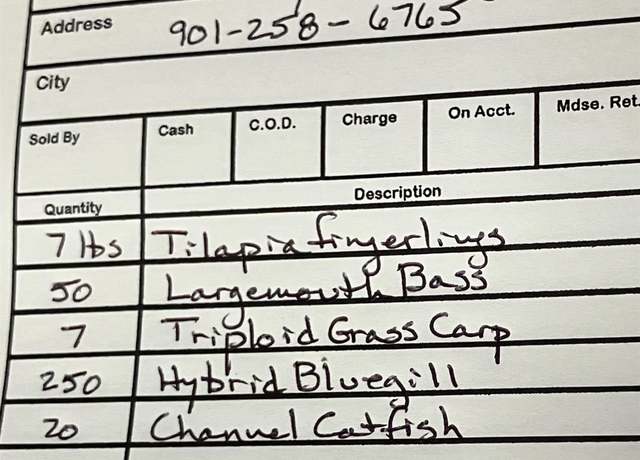 Address 901-258-6765
City
Sold By Cash C.O.D. Charge On Acct. Mdse. Ret.
Quantity Description
7 lbs Tilapia fingerlings
50 Largemouth Bass
7 Triploid Grass Carp
250 Hybrid Bluegill
20 Channel Catfish